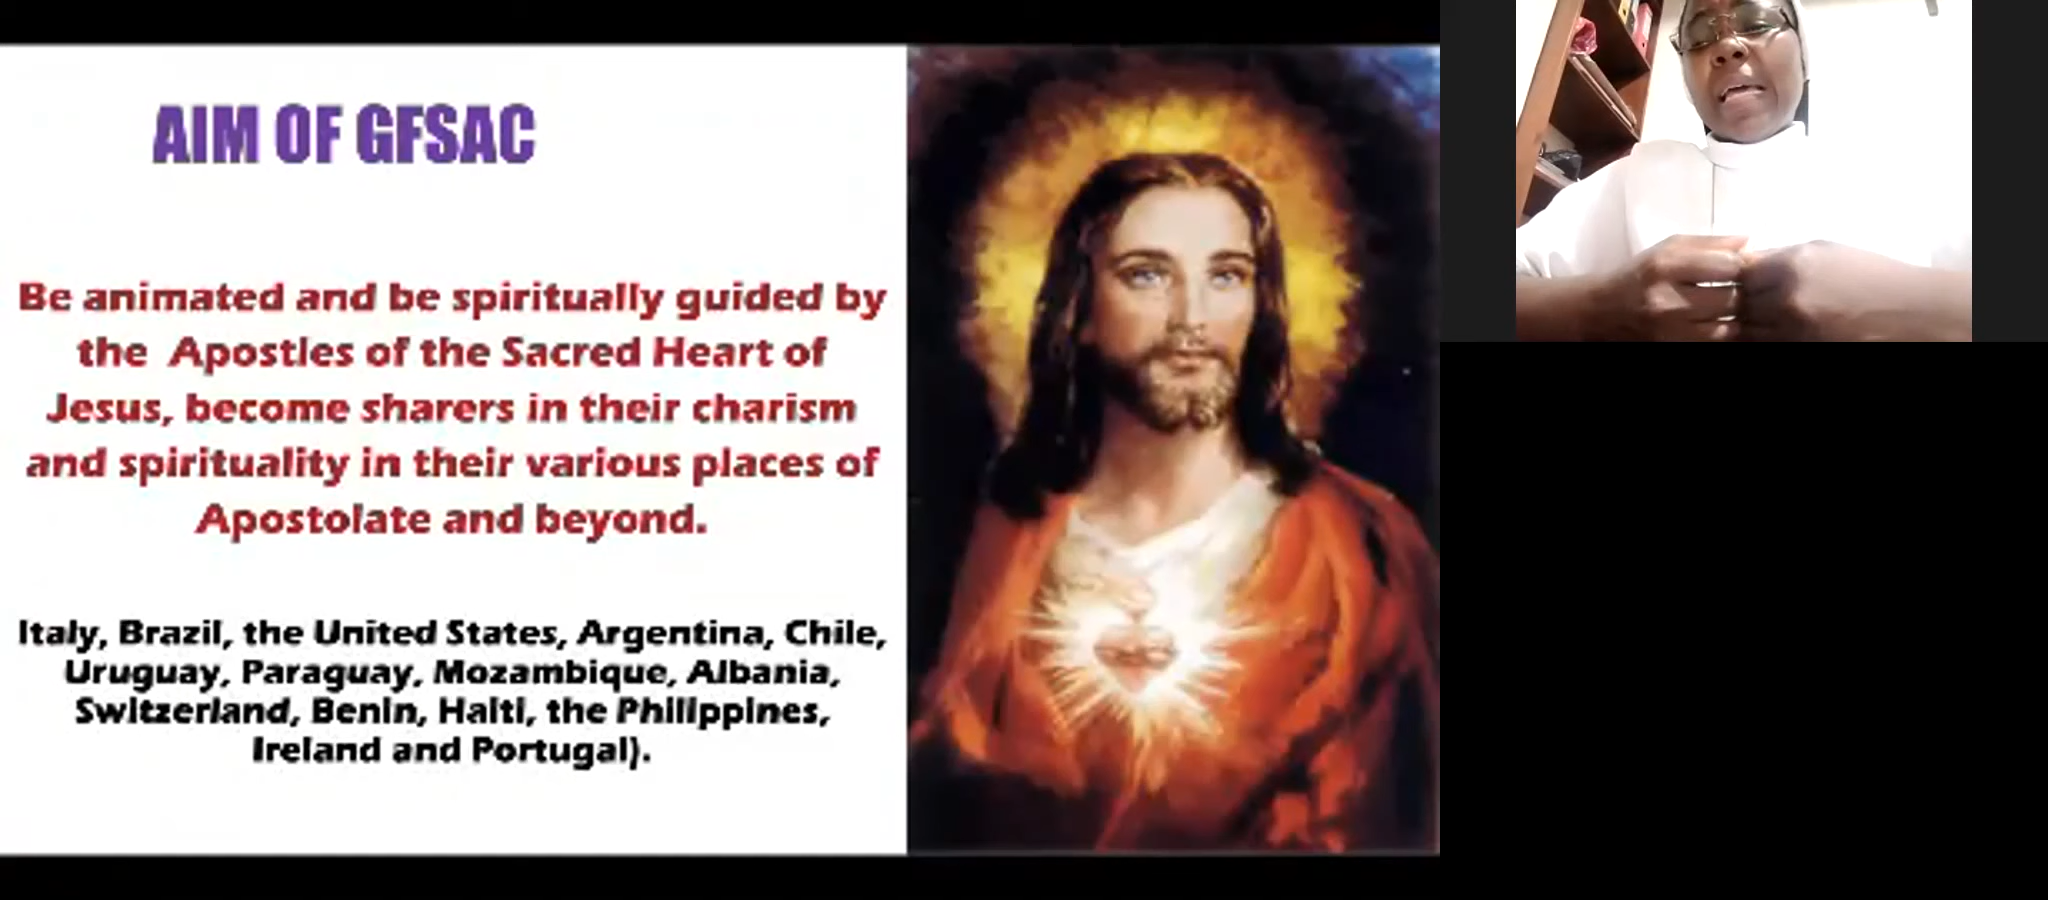 AIM OF GFSAC
Be animated and be spiritually guided by
the Apostles of the Sacred Heart of
Jesus, become sharers in their charism
and spirituality in their various places of
Apostolate and beyond.
Italy, Brazil, the United States, Argentina, Chile,
Uruguay, Paraguay, Mozambique, Albania,
Switzerland, Benin, Haiti, the Philippines,
Ireland and Portugal).